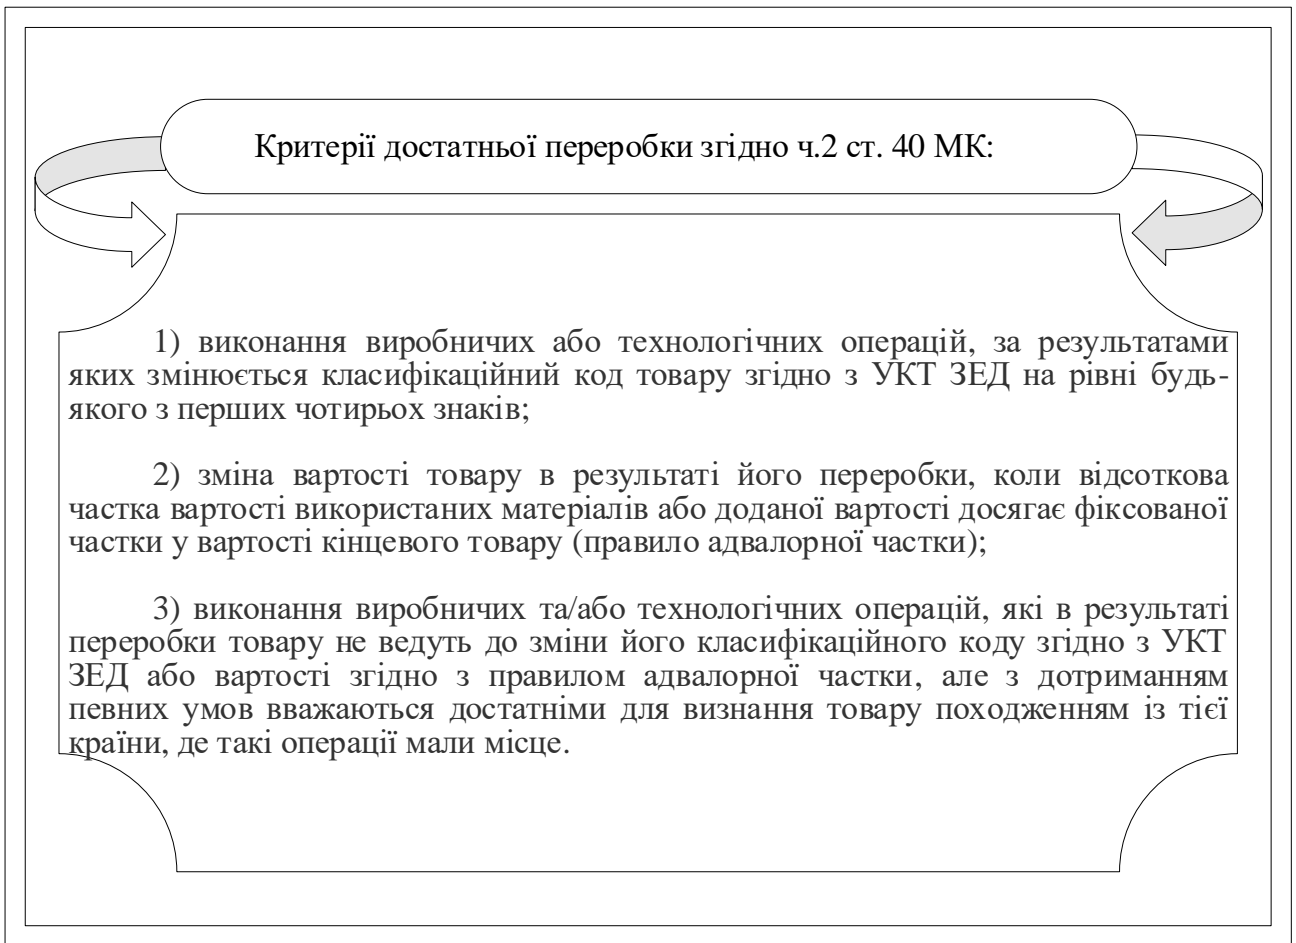 Критерії достатньої переробки згідно ч.2 ст. 40 МК:
1) виконання виробничих або технологічних операцій, за результатами
яких змінюється класифікаційний код товару згідно з УКТ ЗЕД на рівні будь-
якого з перших чотирьох знаків;
2) зміна вартості товару в результаті його переробки, коли відсоткова
частка вартості використаних матеріалів або доданої вартості досягає фіксованої
частки у вартості кінцевого товару (правило адвалорної частки);
3) виконання виробничих та/або технологічних операцій, які в результаті
переробки товару не ведуть до зміни його класифікаційного коду згідно з УКТ
ЗЕД або вартості згідно з правилом адвалорної частки, але з дотриманням
певних умов вважаються достатніми для визнання товару походженням із тієї
країни, де такі операції мали місце.